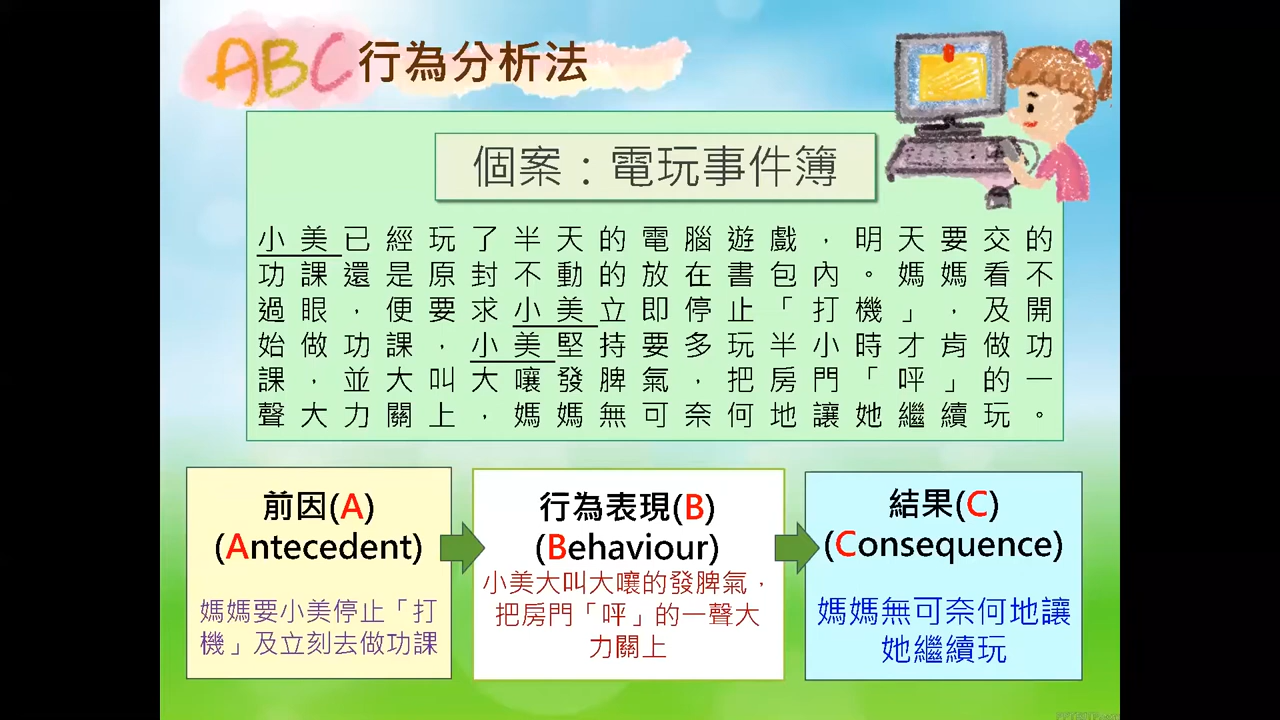 ABC行為分析法
個案：電玩事件簿
小美已經玩了半天的電腦遊戲，明天要交的
功課還是原封不動的放在書包內。媽媽看不
過眼，便要求小美立即停止「打機」，及開
始做功課，小美堅持要多玩半小時才肯做功
課，並大叫大嚷發脾氣，把房門「呯」的一
聲大力關上，媽媽無可奈何地讓她繼續玩。
前因(A)
(Antecedent)
媽媽要小美停止「打
機」及立刻去做功課
行為表現(B)
(Behaviour)
小美大叫大嚷的發脾氣，
把房門「呯」的一聲大
力關上
結果(C)
(Consequence)
媽媽無可奈何地讓
她繼續玩